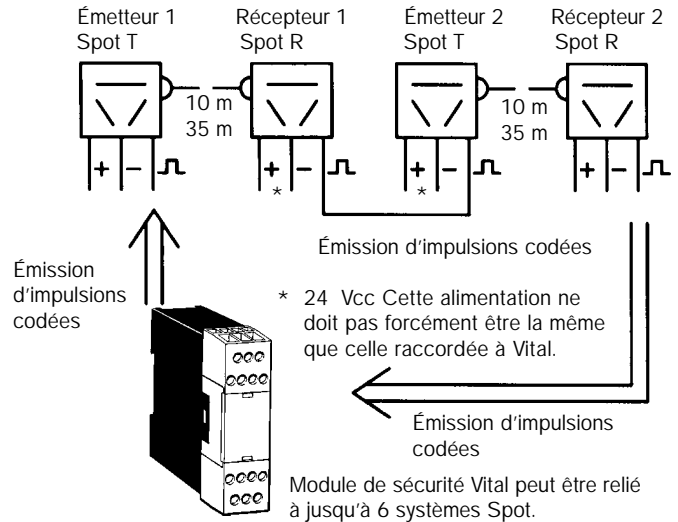 Émetteur 1
Spot T
Récepteur 1
Spot R
Émetteur 2
Spot T
Récepteur 2
Spot R
10 m
35 m
10 m
35 m
+ −
+ −
+ −
+ −
*
*
Émission d'impulsions codées
Émission
d'impulsions
codées
* 24 Vcc Cette alimentation ne
doit pas forcément être la même
que celle raccordée à Vital.
Émission d'impulsions
codées
Module de sécurité Vital peut être relié
à jusqu'à 6 systèmes Spot.